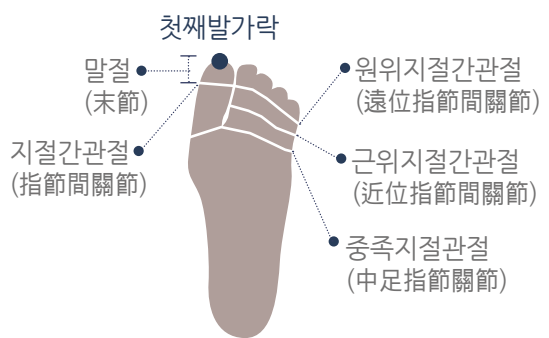 첫째발가락
말절
(末節)
지절간관절
(指節間關節)
원위지절간관절
(遠位指節間關節)
근위지절간관절
(近位指節間關節)
중족지절관절
(中足指節關節)